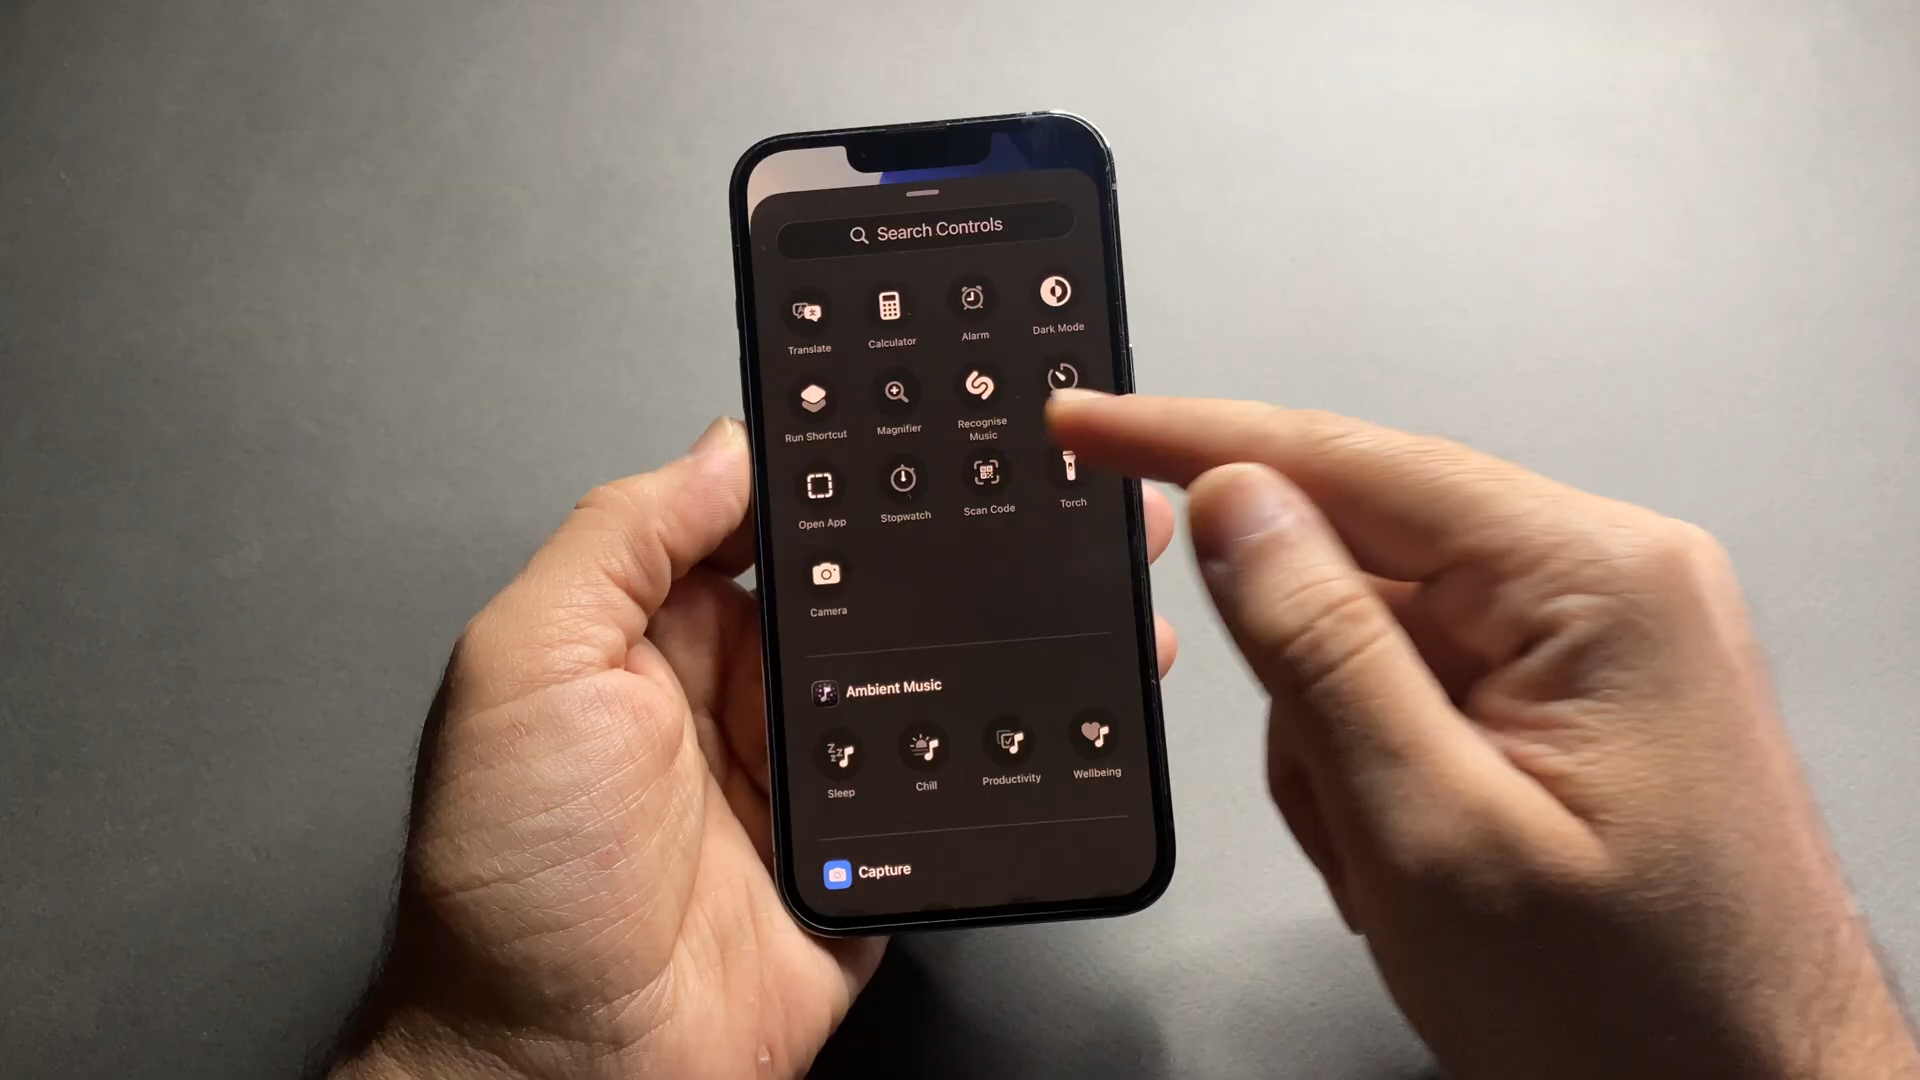 Search Controls
Translate
Calculator
Alarm
Dark Mode
Run Shortcut
Magnifier
Recognise
Music
Open App
Stopwatch
Scan Code
Torch
Camera
Ambient Music
Sleep
Chill
Productivity
Wellbeing
Capture